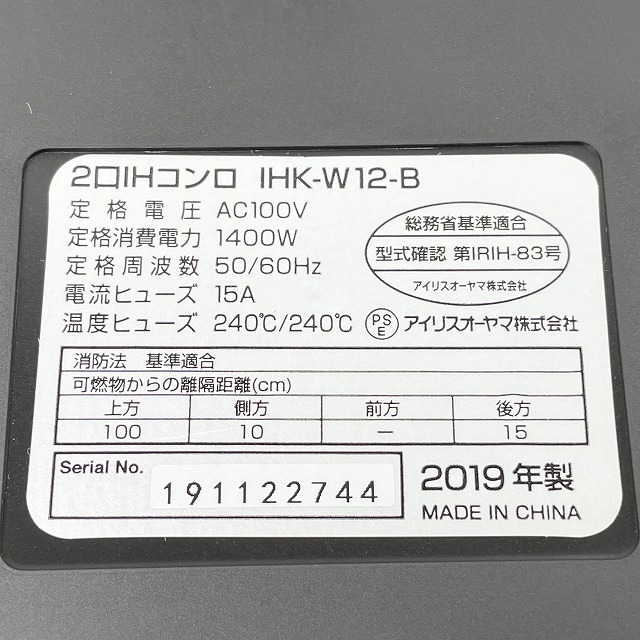 2口IHコンロ IHK-W12-B
定格電圧 AC100V
定格消費電力 1400W
定格周波数 50/60Hz
電流ヒューズ 15A
温度ヒューズ 240℃/240℃
総務省基準適合
型式確認 第IRIH-83号
アイリスオーヤマ株式会社
PS
E
アイリスオーヤマ株式会社
消防法 基準適合
可燃物からの離隔距離(cm)
上方 側方 前方 後方
100 10 ー 15
Serial No. 191122744
2019年製
MADE IN CHINA